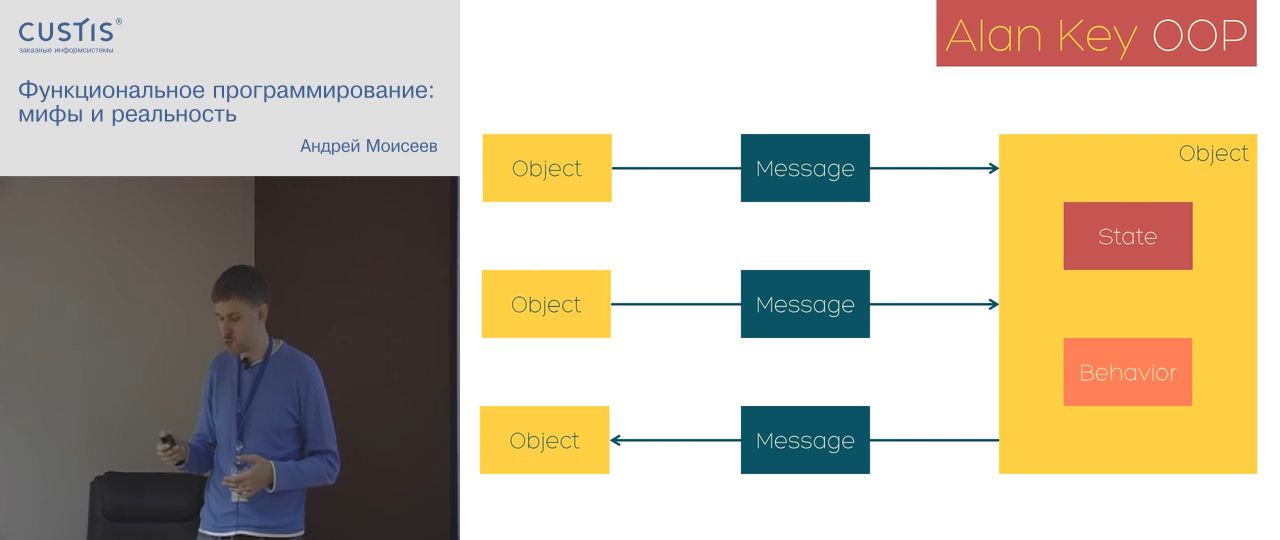 CUSTIS®
заказные информсистемы
Функциональное программирование:
мифы и реальность
Андрей Моисеев
Alan Key OOP
Object
Message
Object
State
Object
Message
Behavior
Object
Message